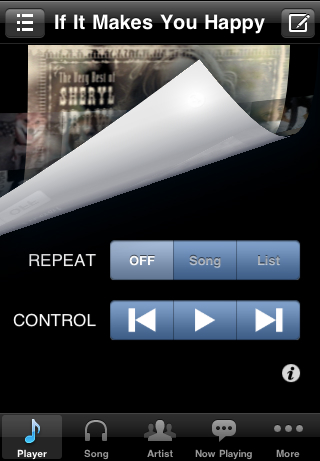 If It Makes You Happy
The Very Best of
SHERYL
CROW
REPEAT
OFF
Song
List
CONTROL
Player
Song
Artist
Now Playing
More